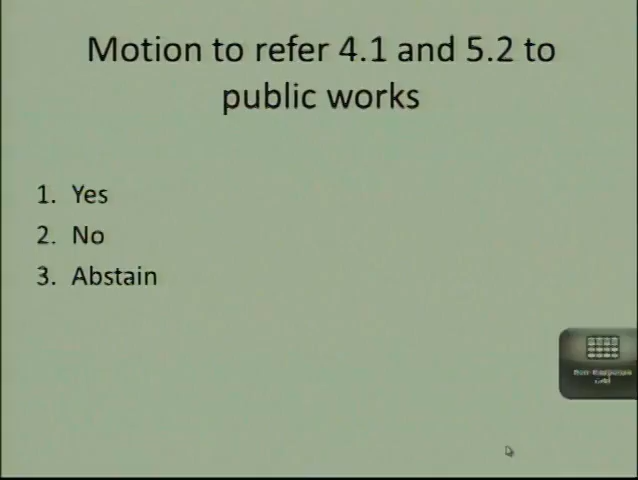 Motion to refer 4.1 and 5.2 to
public works
1. Yes
2. No
3. Abstain